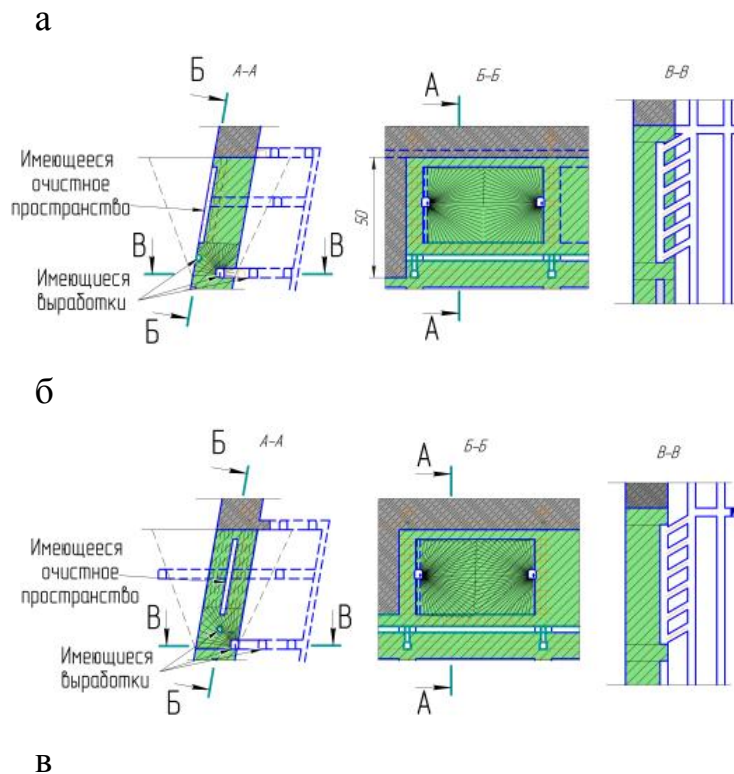 а
Б
А-А
Б-Б
В-В
А
Имеющееся
очистное
пространство
50
В
В
Имеющиеся
выработки
Б
А
б
Б
А-А
Б-Б
В-В
А
Имеющееся
очистное
пространство
В
В
Имеющиеся
выработки
Б
А
в